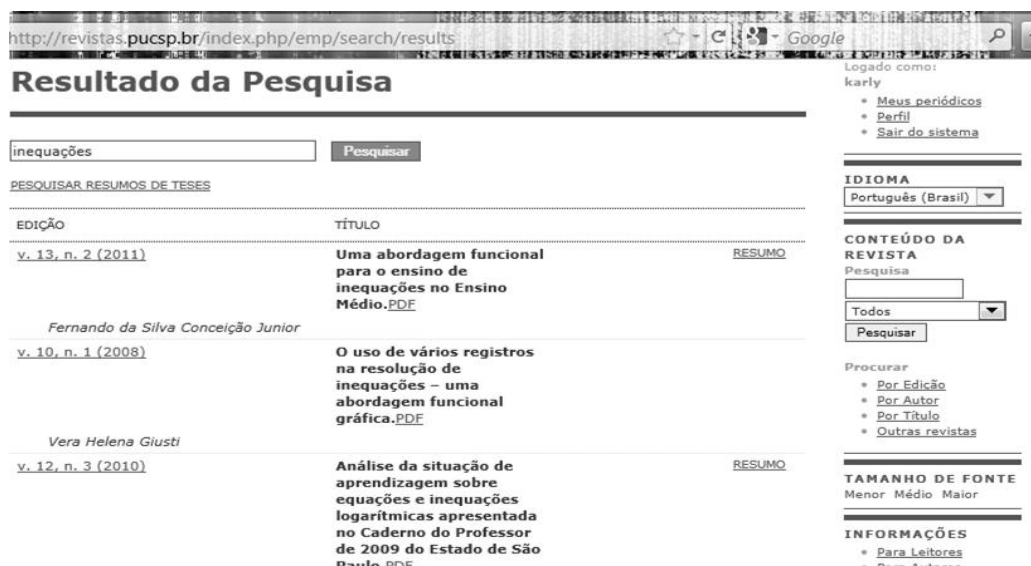 http://revistas.pucsp.br/index.php/emp/search/results
Google
Resultado da Pesquisa
inequações
Pesquisar
PESQUISAR RESUMOS DE TESES
EDIÇÃO TÍTULO
v. 13, n. 2 (2011) Uma abordagem funcional RESUMO
para o ensino de
inequações no Ensino
Médio.PDF
Fernando da Silva Conceição Junior
v. 10, n. 1 (2008) O uso de vários registros
na resolução de
inequações – uma
abordagem funcional
gráfica.PDF
Vera Helena Giusti
v. 12, n. 3 (2010) Análise da situação de RESUMO
aprendizagem sobre
equações e inequações
logarítmicas apresentada
no Caderno do Professor
de 2009 do Estado de São
Paulo.PDF
Logado como:
karly
Meus periódicos
Perfil
Sair do sistema
IDIOMA
Português (Brasil)
CONTEÚDO DA
REVISTA
Pesquisa
Todos
Pesquisar
Procurar
Por Edição
Por Autor
Por Título
Outras revistas
TAMANHO DE FONTE
Menor Médio Maior
INFORMAÇÕES
Para Leitores
Para Autores